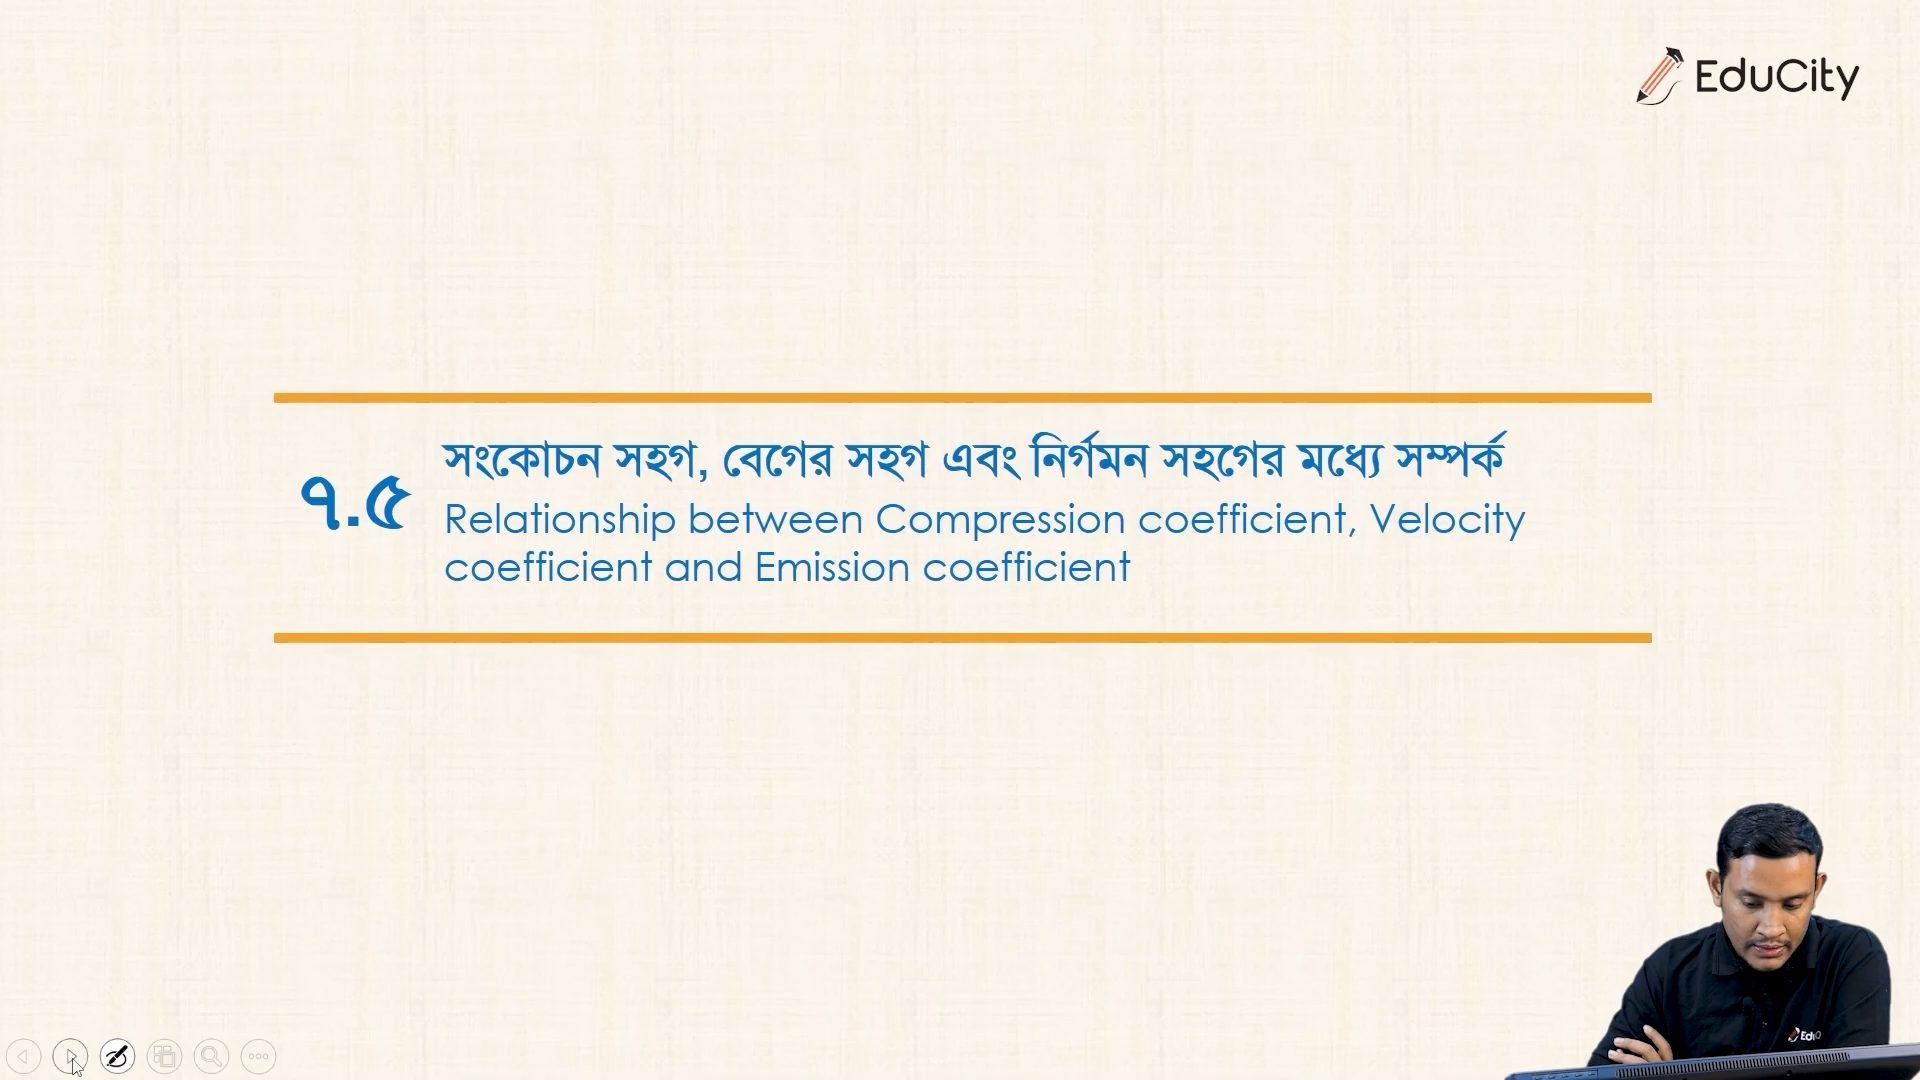 EduCity
৭.৫
সংকোচন সহগ, বেগের সহগ এবং নির্গমন সহগের মধ্যে সম্পর্ক
Relationship between Compression coefficient, Velocity
coefficient and Emission coefficient